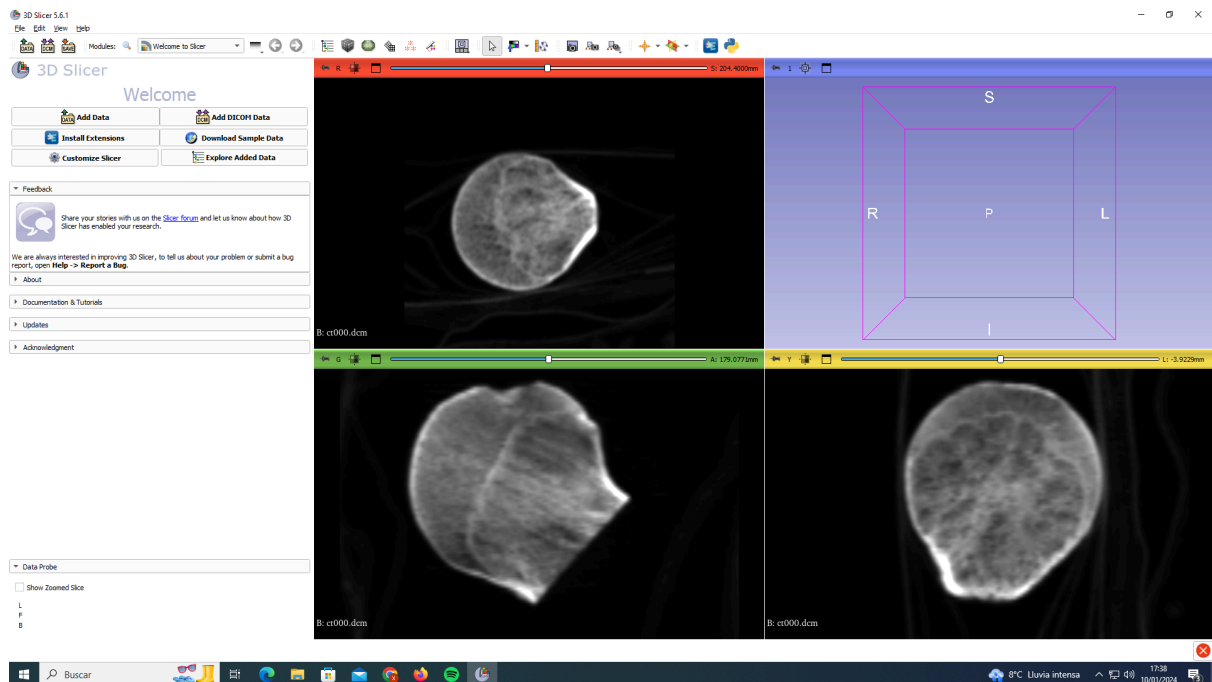 3D Slicer 5.6.1
File Edit View Help
DATA DCM SAVE Modules: Welcome to Slicer
3D Slicer
Welcome
DATA Add Data
DCM Add DICOM Data
Install Extensions
Download Sample Data
Customize Slicer
Explore Added Data
Feedback
Share your stories with us on the Slicer forum and let us know about how 3D
Slicer has enabled your research.
We are always interested in improving 3D Slicer, to tell us about your problem or submit a bug
report, open Help -> Report a Bug.
About
Documentation & Tutorials
Updates
Acknowledgment
Data Probe
Show Zoomed Slice
L
F
B
R S: 204.4000mm
B: ct000.dcm
1
S
R P L
I
G A: 179.0771mm
B: ct000.dcm
Y L: -3.9229mm
B: ct000.dcm
Buscar
8°C Lluvia intensa
17:38
10/01/2024
3